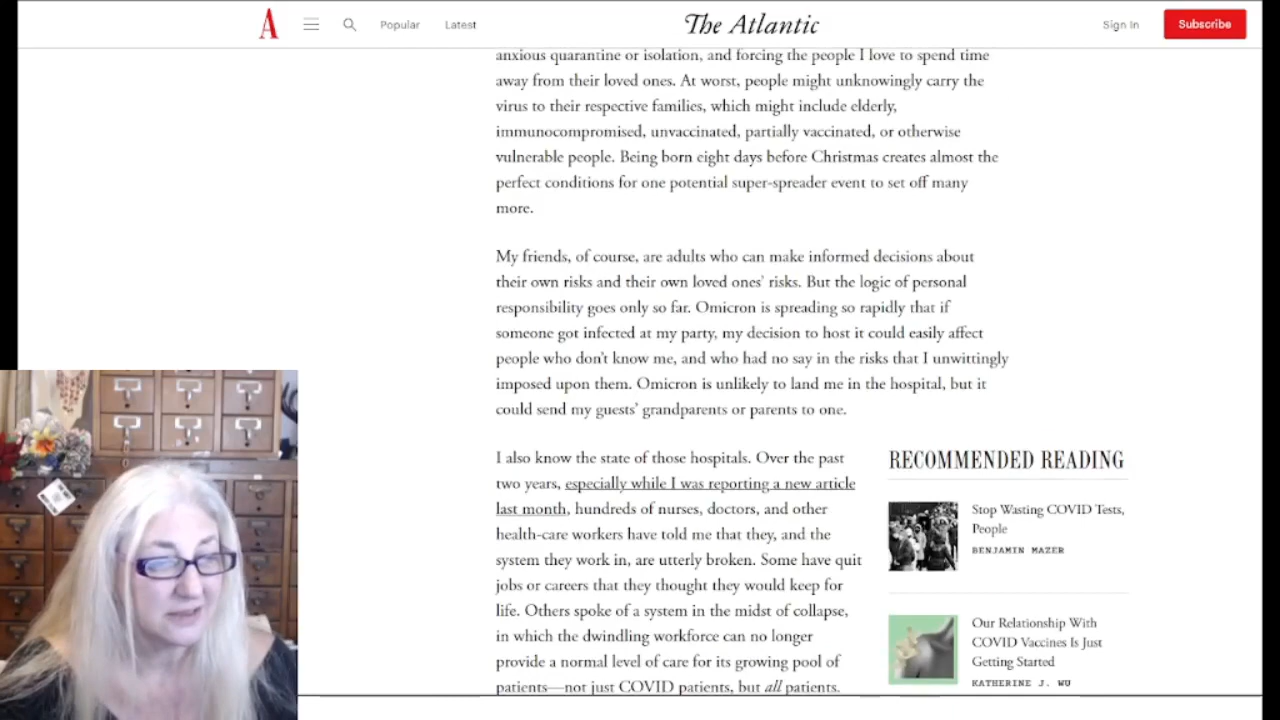 A
Popular
Latest
The Atlantic
Sign In
Subscribe
anxious quarantine or isolation, and forcing the people I love to spend time
away from their loved ones. At worst, people might unknowingly carry the
virus to their respective families, which might include elderly,
immunocompromised, unvaccinated, partially vaccinated, or otherwise
vulnerable people. Being born eight days before Christmas creates almost the
perfect conditions for one potential super-spreader event to set off many
more.
My friends, of course, are adults who can make informed decisions about
their own risks and their own loved ones' risks. But the logic of personal
responsibility goes only so far. Omicron is spreading so rapidly that if
someone got infected at my party, my decision to host it could easily affect
people who don't know me, and who had no say in the risks that I unwittingly
imposed upon them. Omicron is unlikely to land me in the hospital, but it
could send my guests' grandparents or parents to one.
I also know the state of those hospitals. Over the past
two years, especially while I was reporting a new article
last month, hundreds of nurses, doctors, and other
health-care workers have told me that they, and the
system they work in, are utterly broken. Some have quit
jobs or careers that they thought they would keep for
life. Others spoke of a system in the midst of collapse,
in which the dwindling workforce can no longer
provide a normal level of care for its growing pool of
patients—not just COVID patients, but all patients.
RECOMMENDED READING
Stop Wasting COVID Tests,
People
BENJAMIN MAZER
Our Relationship With
COVID Vaccines Is Just
Getting Started
KATHERINE J. WU